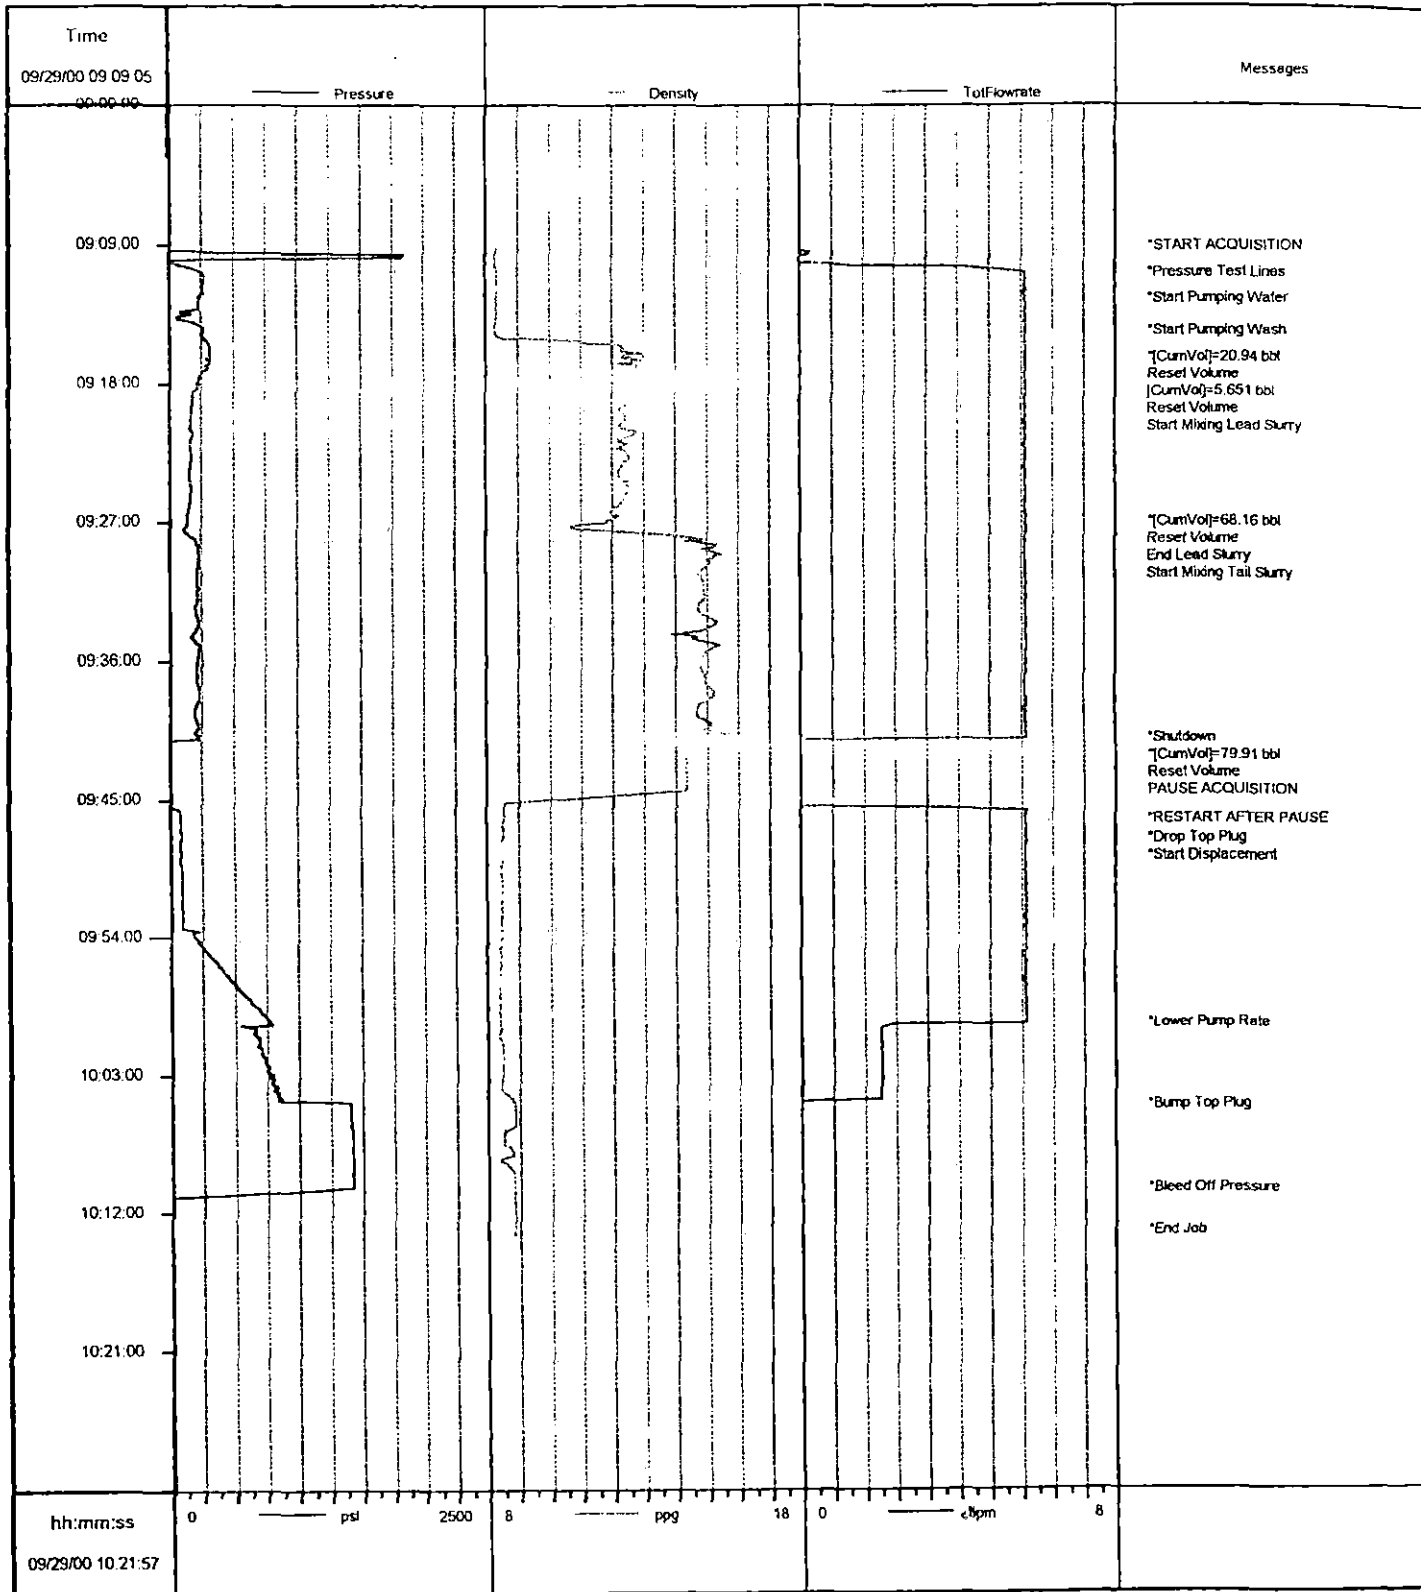 Time
09/29/00 09 09 05
00:00.00
Pressure
Density
TotFlowrate
Messages
09:09.00
09 18:00
09:27:00
09:36:00
09:45:00
09 54.00
10:03:00
10:12:00
10:21:00
*START ACQUISITION
*Pressure Test Lines
*Start Pumping Water
*Start Pumping Wash
*[CumVol]=20.94 bbl
Reset Volume
[CumVol]=5.651 bbl
Reset Volume
Start Mixing Lead Slurry
*[CumVol]=68.16 bbl
Reset Volume
End Lead Slurry
Start Mixing Tail Slurry
*Shutdown
*[CumVol]=79.91 bbl
Reset Volume
PAUSE ACQUISITION
*RESTART AFTER PAUSE
*Drop Top Plug
*Start Displacement
*Lower Pump Rate
*Bump Top Plug
*Bleed Off Pressure
*End Job
hh:mm:ss
09/29/00 10.21:57
0 psi 2500
8 ppg 18
0 8